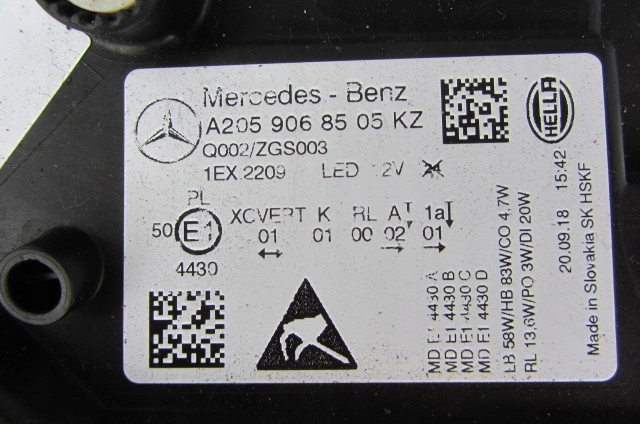 Mercedes - Benz
A205 906 85 05 KZ
Q002/ZGS003
1EX 2209 LED 12V 24
HELLA
PL
50 E1
4430
XCVERT K RL A 1a
01 01 00 02 01
MD E1 4430 A
MD E1 4430 B
MD E1 4430 C
MD E1 4430 D
LB 58W/HB 83W/CO 4,7W
RL 13,6W/PO 3W/DI 20W
20.09.18 15:42
Made in Slovakia SK HSKF